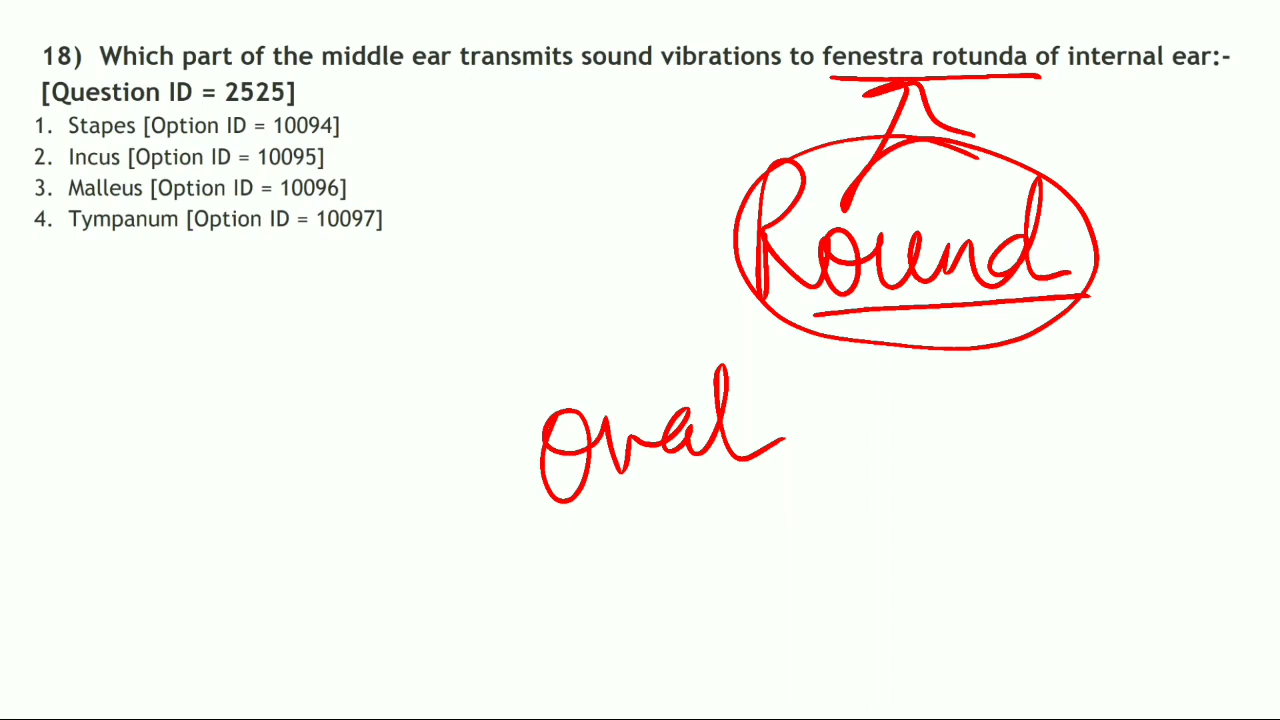 18) Which part of the middle ear transmits sound vibrations to fenestra rotunda of internal ear:-
[Question ID = 2525]
1. Stapes [Option ID = 10094]
2. Incus [Option ID = 10095]
3. Malleus [Option ID = 10096]
4. Tympanum [Option ID = 10097]
Round
Oval